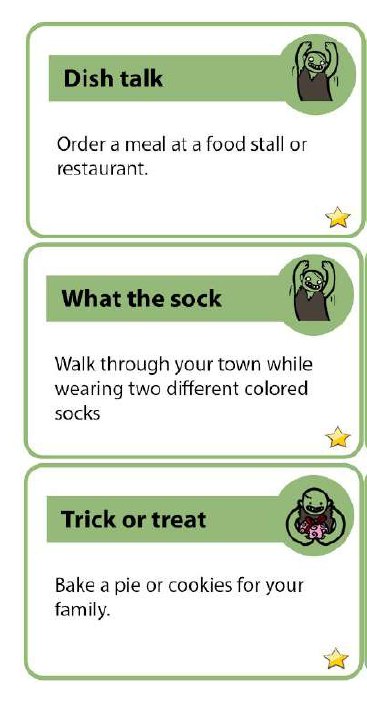 Dish talk
Order a meal at a food stall or
restaurant.
What the sock
Walk through your town while
wearing two different colored
socks
Trick or treat
Bake a pie or cookies for your
family.